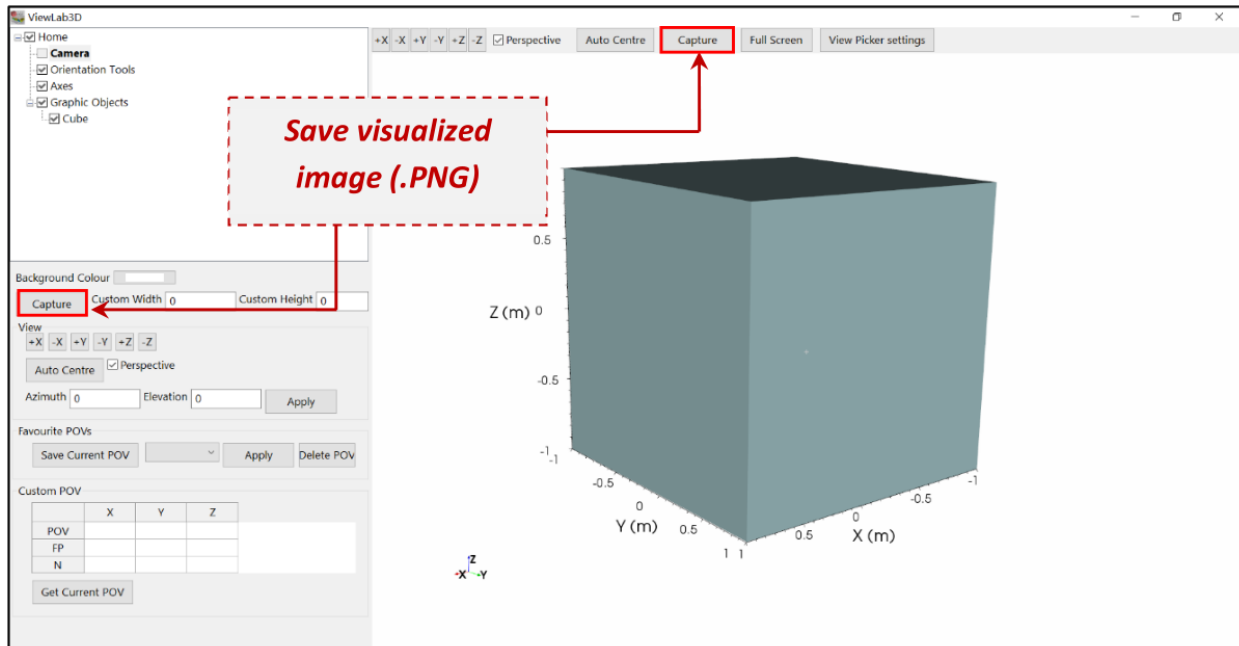 ViewLab3D
Home
Camera
Orientation Tools
Axes
Graphic Objects
Cube
+X -X +Y -Y +Z -Z Perspective Auto Centre Capture Full Screen View Picker settings
Save visualized
image (.PNG)
Background Colour
Capture Custom Width 0 Custom Height 0
View
+X -X +Y -Y +Z -Z
Auto Centre Perspective
Azimuth 0 Elevation 0 Apply
Favourite POVs
Save Current POV Apply Delete POV
Custom POV
X Y Z
POV
FP
N
Get Current POV
0.5
Z (m) 0
-0.5
-1
-1
-0.5
0
Y (m)
0.5
1
1
0.5
0
X (m)
-0.5
-1
Z
-X -Y